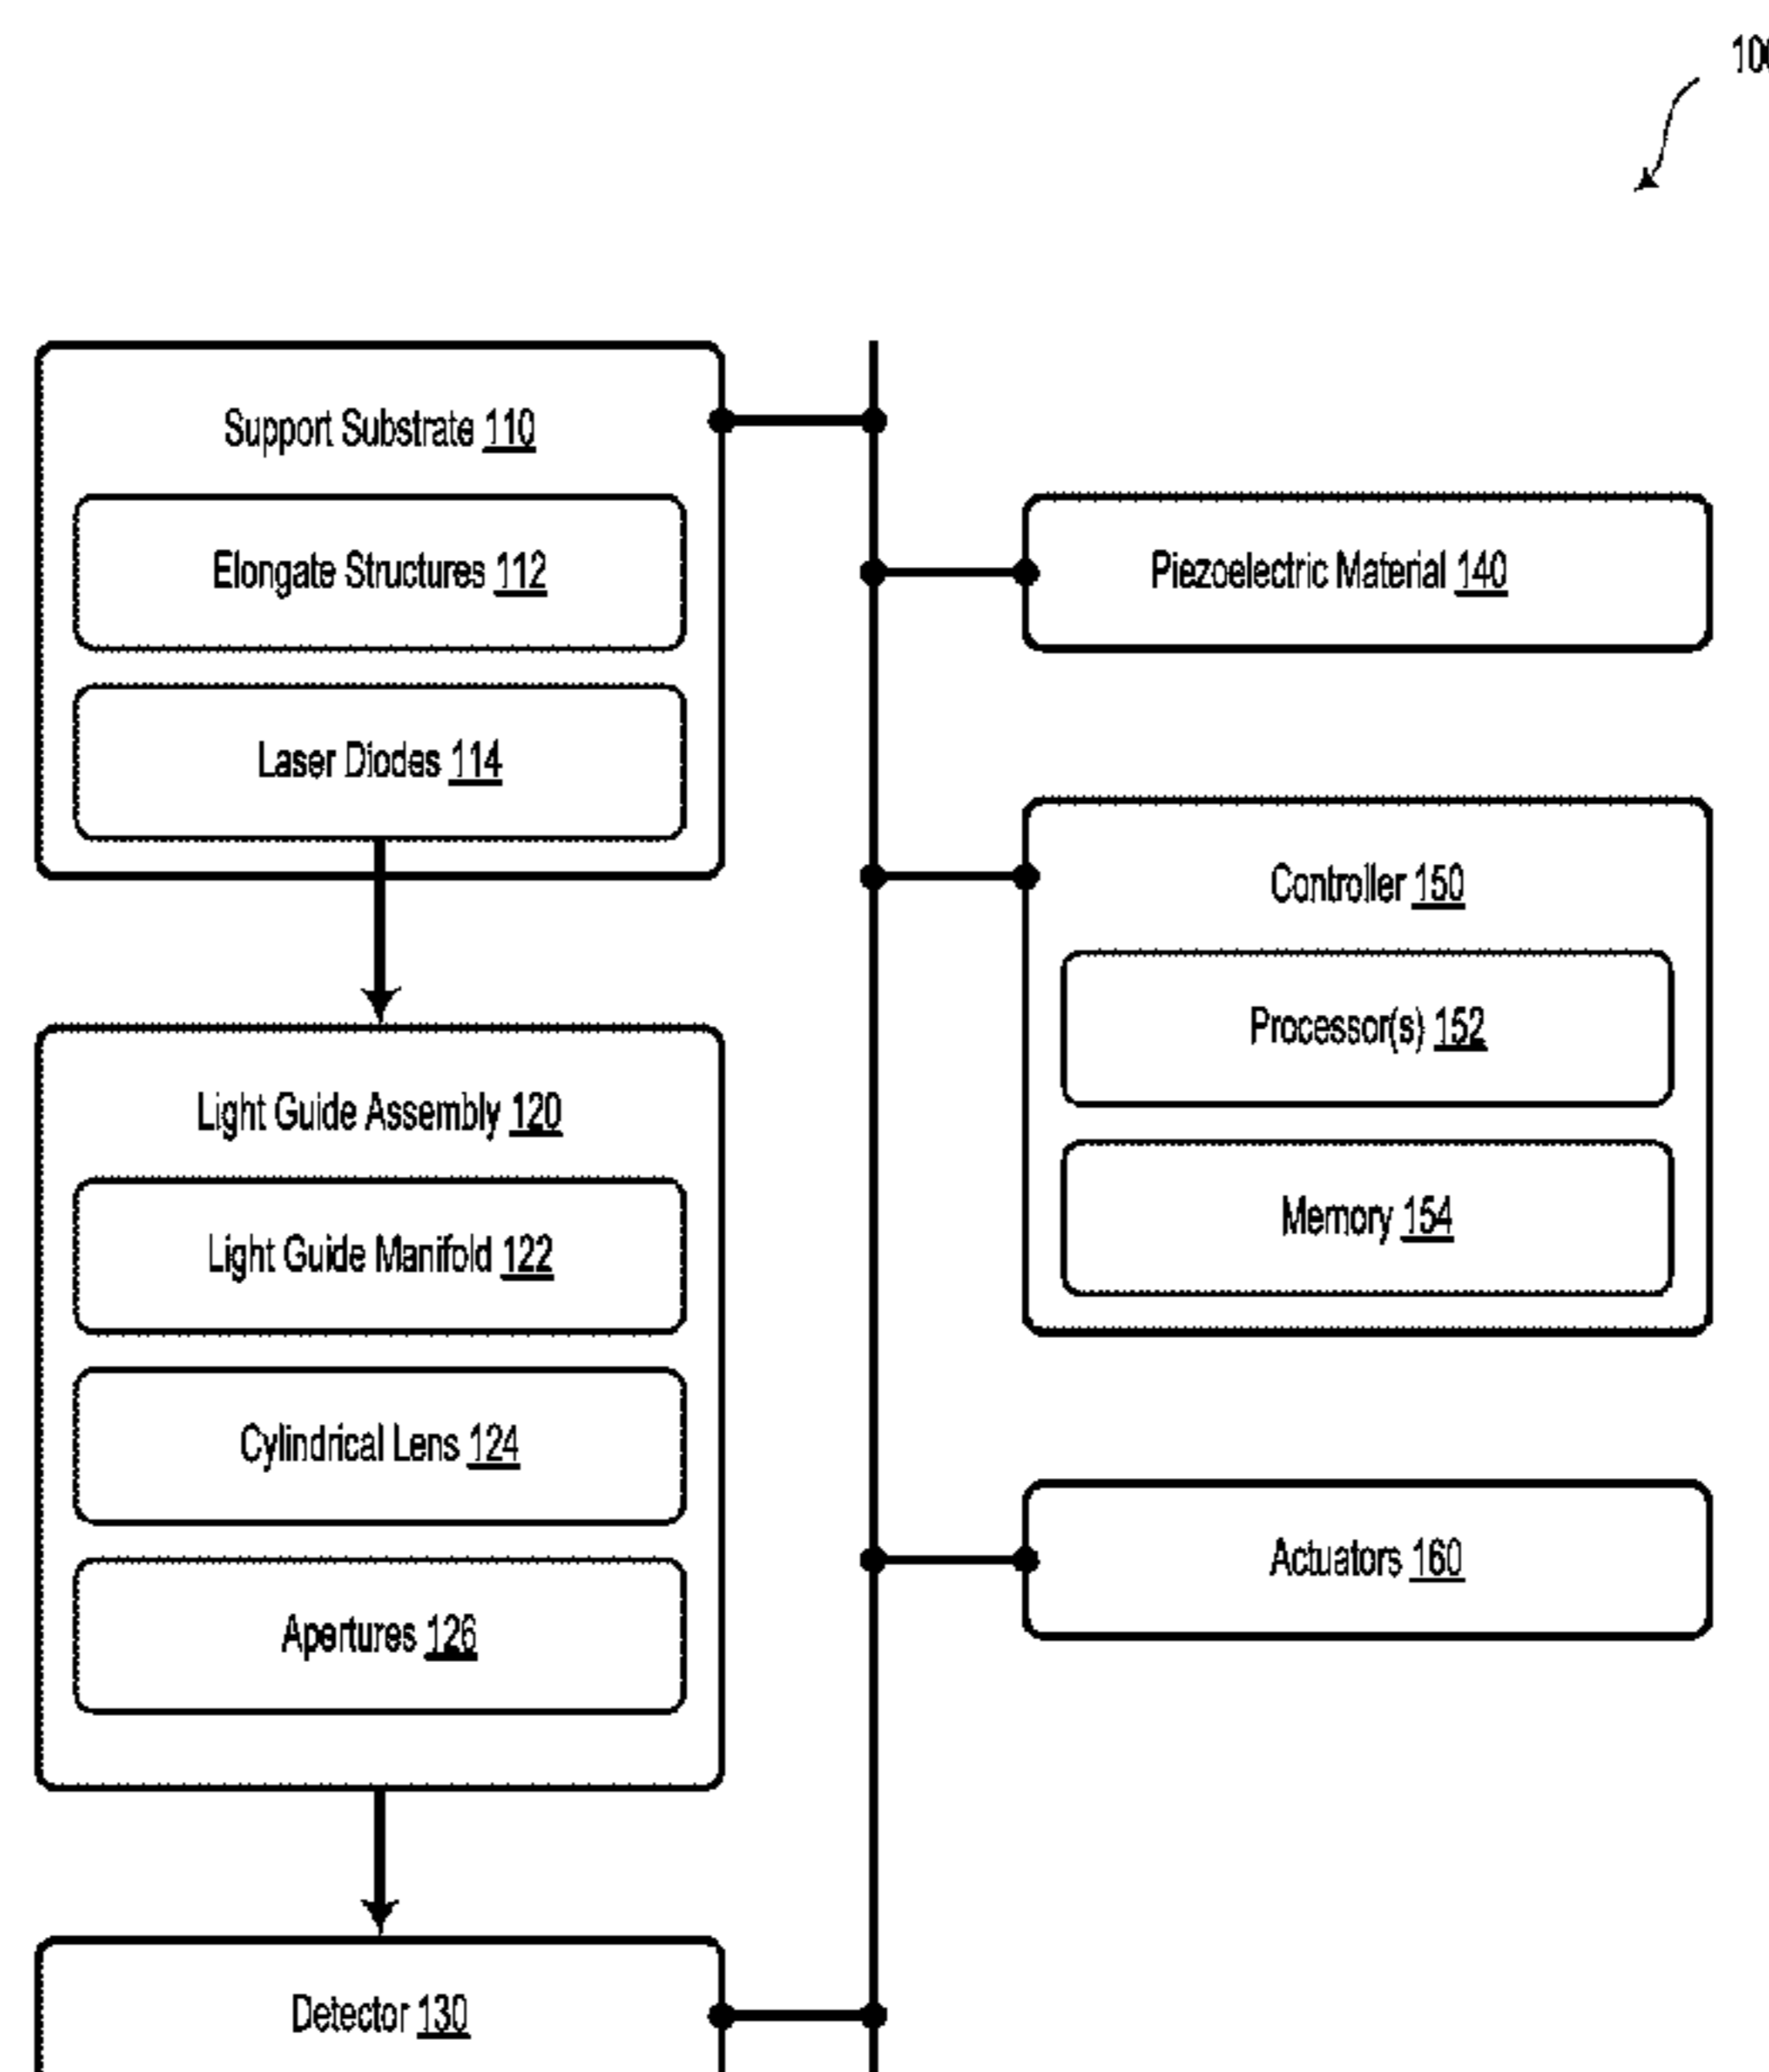 Support Substrate 110
Elongate Structures 112
Laser Diodes 114
Light Guide Assembly 120
Light Guide Manifold 122
Cylindrical Lens 124
Apertures 126
Detector 130
Piezoelectric Material 140
Controller 150
Processor(s) 152
Memory 154
Actuators 160